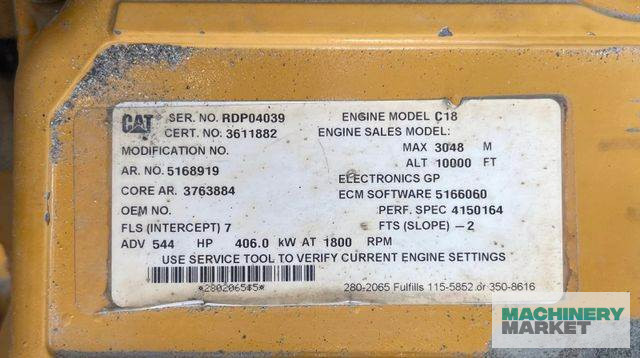 CAT
SER. NO. RDP04039 ENGINE MODEL C18
CERT. NO. 3611882 ENGINE SALES MODEL:
MODIFICATION NO. MAX 3048 M
ALT 10000 FT
AR. NO. 5168919 ELECTRONICS GP
CORE AR. 3763884 ECM SOFTWARE 5166060
OEM NO. PERF. SPEC 4150164
FLS (INTERCEPT) 7 FTS (SLOPE) -2
ADV 544 HP 406.0 kW AT 1800 RPM
USE SERVICE TOOL TO VERIFY CURRENT ENGINE SETTINGS
280-2065 Fulfills 115-5852 or 350-8616
MACHINERY
MARKET